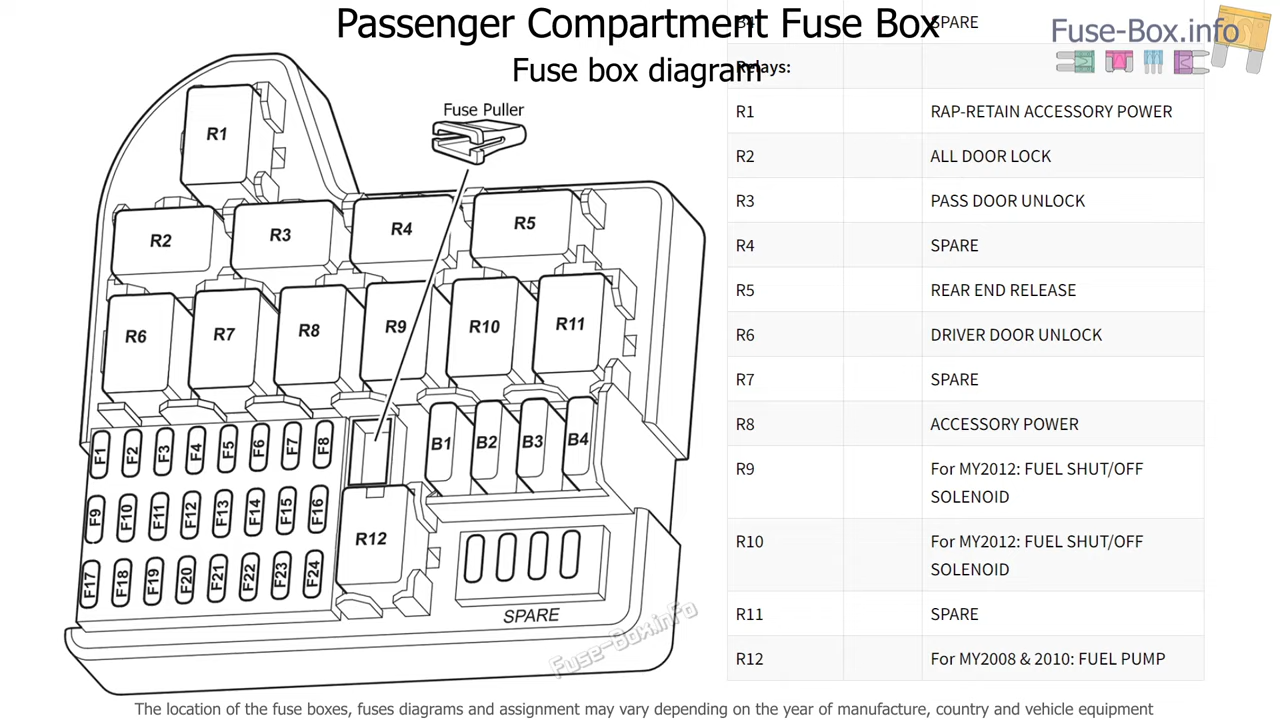 Passenger Compartment Fuse Box
Fuse box diagram
Fuse-Box.info
Fuse Puller
R1
R2
R3
R4
R5
R6
R7
R8
R9
R10
R11
F1 F2 F3 F4 F5 F6 F7 F8
B1 B2 B3 B4
F9 F10 F11 F12 F13 F14 F15 F16
R12
F17 F18 F19 F20 F21 F22 F23 F24
SPARE
Fuse-Box.info
B4 SPARE
Relays:
R1 RAP-RETAIN ACCESSORY POWER
R2 ALL DOOR LOCK
R3 PASS DOOR UNLOCK
R4 SPARE
R5 REAR END RELEASE
R6 DRIVER DOOR UNLOCK
R7 SPARE
R8 ACCESSORY POWER
R9 For MY2012: FUEL SHUT/OFF
SOLENOID
R10 For MY2012: FUEL SHUT/OFF
SOLENOID
R11 SPARE
R12 For MY2008 & 2010: FUEL PUMP
The location of the fuse boxes, fuses diagrams and assignment may vary depending on the year of manufacture, country and vehicle equipment